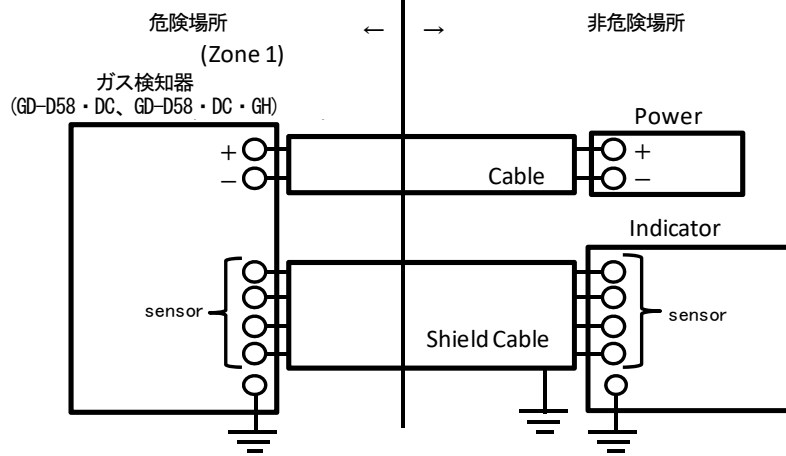 危険場所
← →
非危険場所
(Zone 1)
ガス検知器
(GD-D58・DC、GD-D58・DC・GH)
Power
+
+
−
−
Cable
Indicator
sensor
sensor
Shield Cable